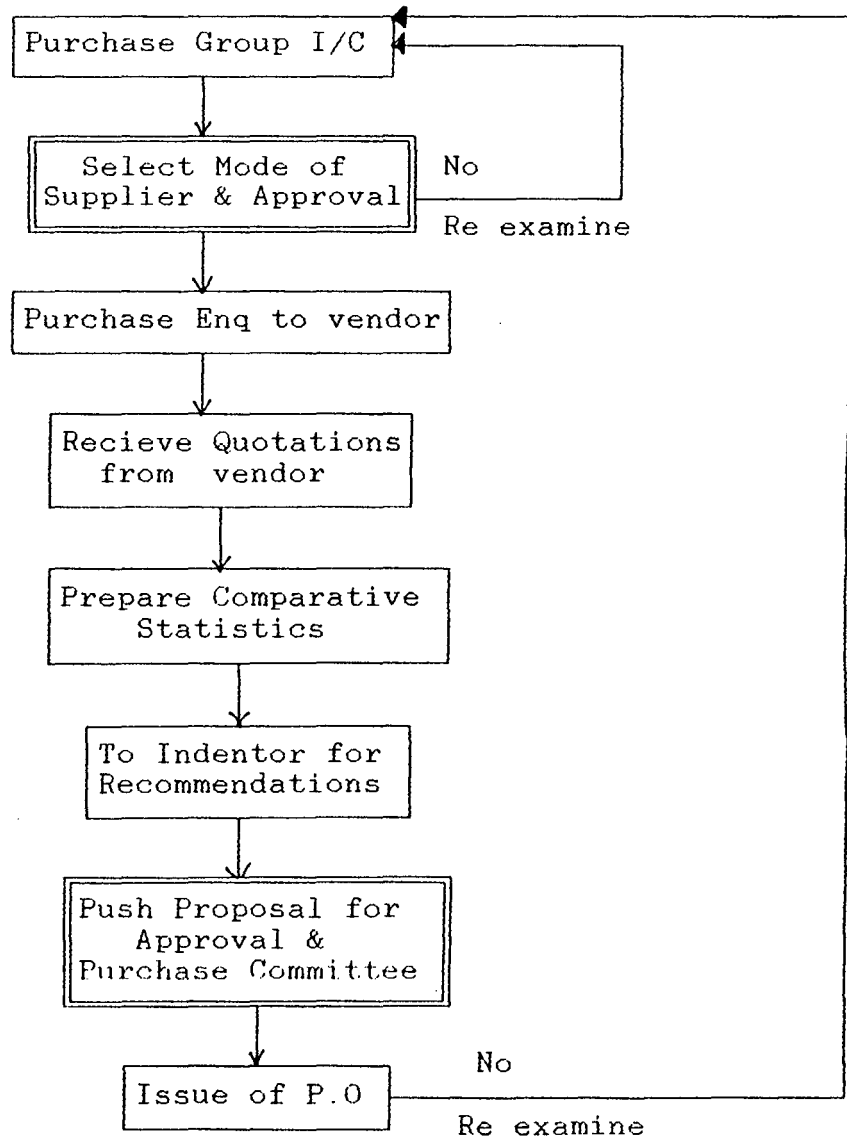 Purchase Group I/C
Select Mode of
Supplier & Approval
No
Re examine
Purchase Enq to vendor
Recieve Quotations
from vendor
Prepare Comparative
Statistics
To Indentor for
Recommendations
Push Proposal for
Approval &
Purchase Committee
Issue of P.O
No
Re examine